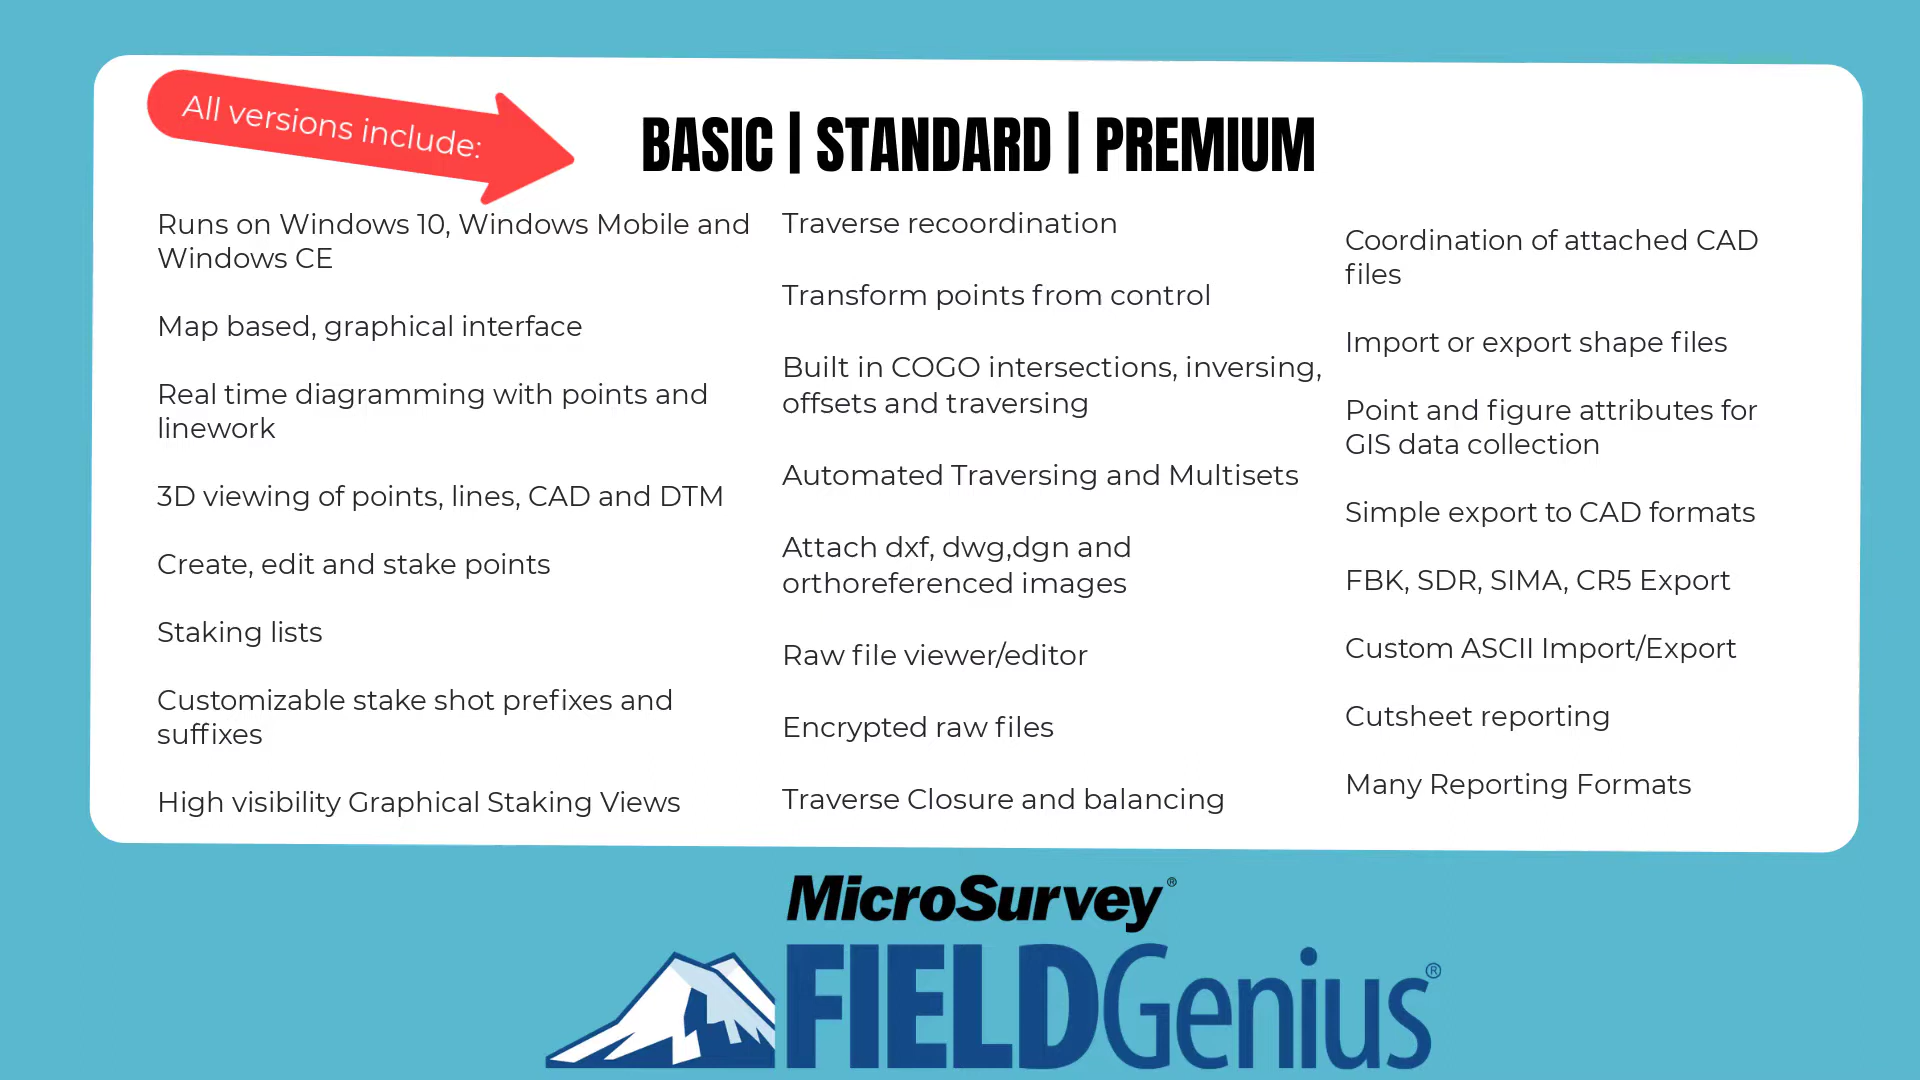 All versions include:
BASIC | STANDARD | PREMIUM
Runs on Windows 10, Windows Mobile and
Windows CE
Map based, graphical interface
Real time diagramming with points and
linework
3D viewing of points, lines, CAD and DTM
Create, edit and stake points
Staking lists
Customizable stake shot prefixes and
suffixes
High visibility Graphical Staking Views
Traverse recoordination
Transform points from control
Built in COGO intersections, inversing,
offsets and traversing
Automated Traversing and Multisets
Attach dxf, dwg,dgn and
orthoreferenced images
Raw file viewer/editor
Encrypted raw files
Traverse Closure and balancing
Coordination of attached CAD
files
Import or export shape files
Point and figure attributes for
GIS data collection
Simple export to CAD formats
FBK, SDR, SIMA, CR5 Export
Custom ASCII Import/Export
Cutsheet reporting
Many Reporting Formats
MicroSurvey®
FIELDGenius®